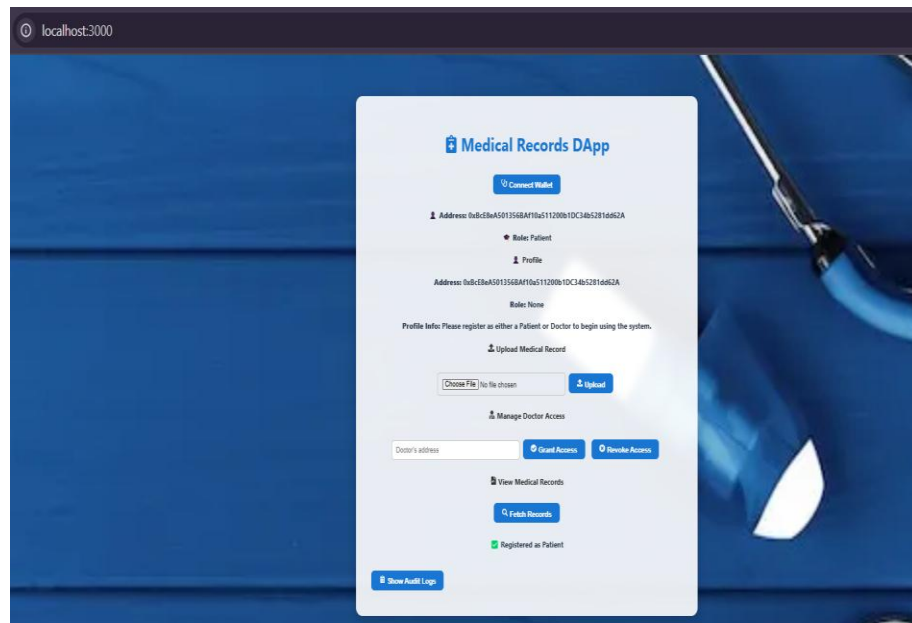 localhost:3000
Medical Records DApp
Connect Wallet
Address: 0xBcE8eA501356BAf10a511200b1DC34b5281dd62A
Role: Patient
Profile
Address: 0xBcE8eA501356BAf10a511200b1DC34b5281dd62A
Role: None
Profile Info: Please register as either a Patient or Doctor to begin using the system.
Upload Medical Record
Choose File No file chosen Upload
Manage Doctor Access
Doctor's address Grant Access Revoke Access
View Medical Records
Fetch Records
Registered as Patient
Show Audit Logs